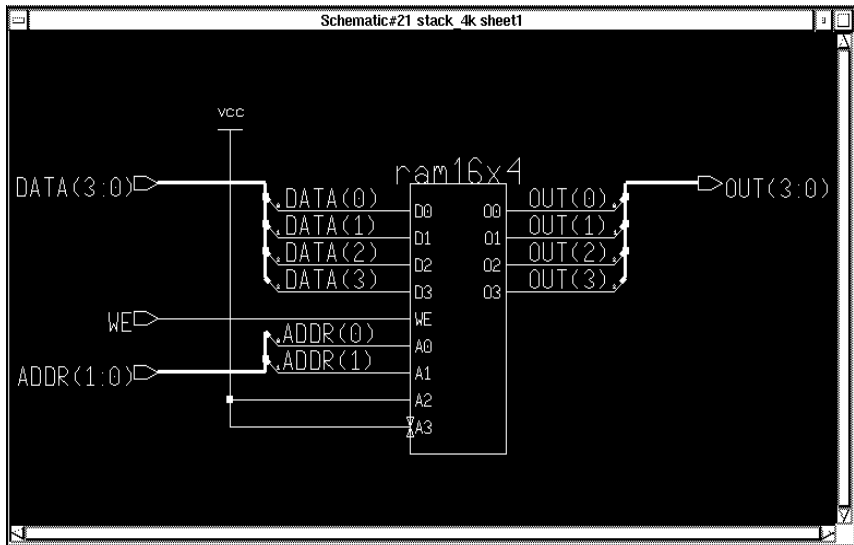 Schematic#21 stack_4k sheet1
vcc
ram16x4
DATA(3:0)
OUT(3:0)
DATA(0)
D0
O0
OUT(0)
DATA(1)
D1
O1
OUT(1)
DATA(2)
D2
O2
OUT(2)
DATA(3)
D3
O3
OUT(3)
WE
WE
ADDR(0)
A0
ADDR(1)
A1
ADDR(1:0)
A2
A3